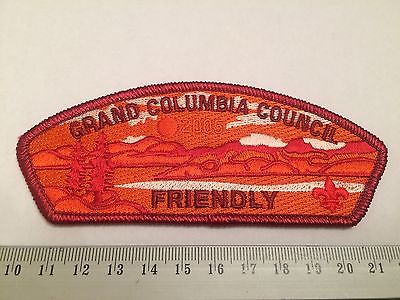 GRAND COLUMBIA COUNCIL
2005
FRIENDLY
10 11 12 13 14 15 16 17 18 19 20 21